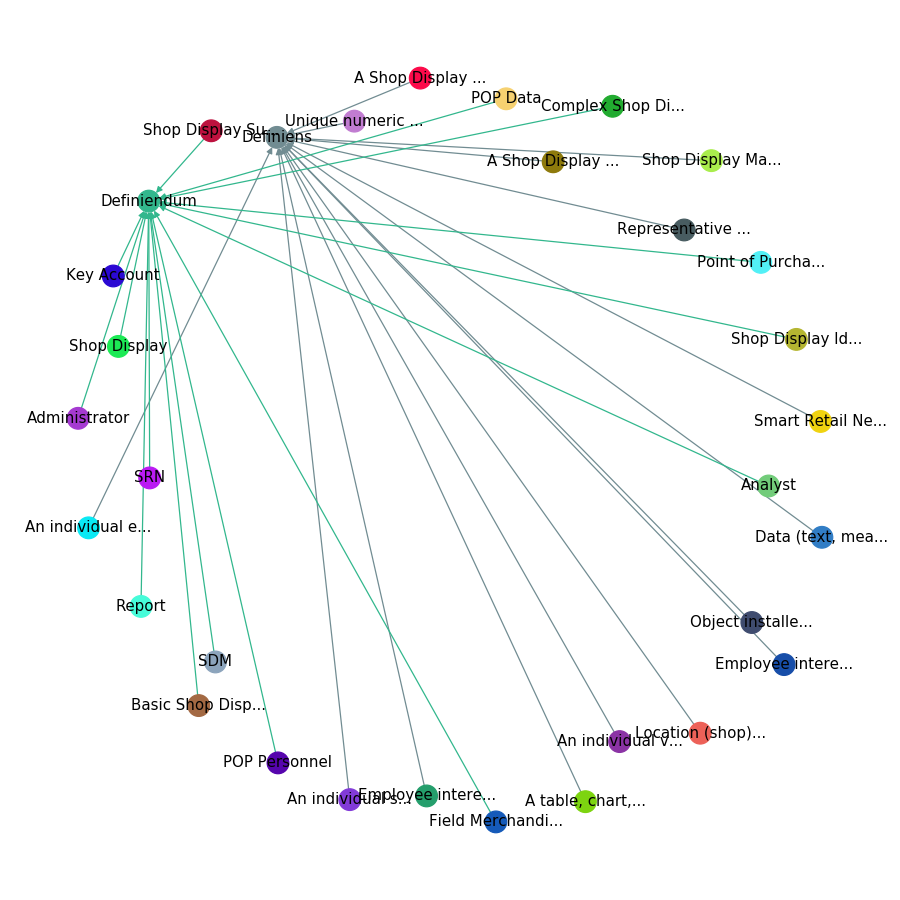 A Shop Display ...
POP Data
Complex Shop Di...
Unique numeric ...
Shop Display Su...
Definiens
A Shop Display ...
Shop Display Ma...
Definiendum
Representative ...
Point of Purcha...
Key Account
Shop Display Id...
Shop Display
Administrator
Smart Retail Ne...
SRN
Analyst
An individual e...
Data (text, mea...
Report
Object installe...
SDM
Employee intere...
Basic Shop Disp...
Location (shop)...
An individual v...
POP Personnel
An individual s...
Employee intere...
A table, chart,...
Field Merchandi...